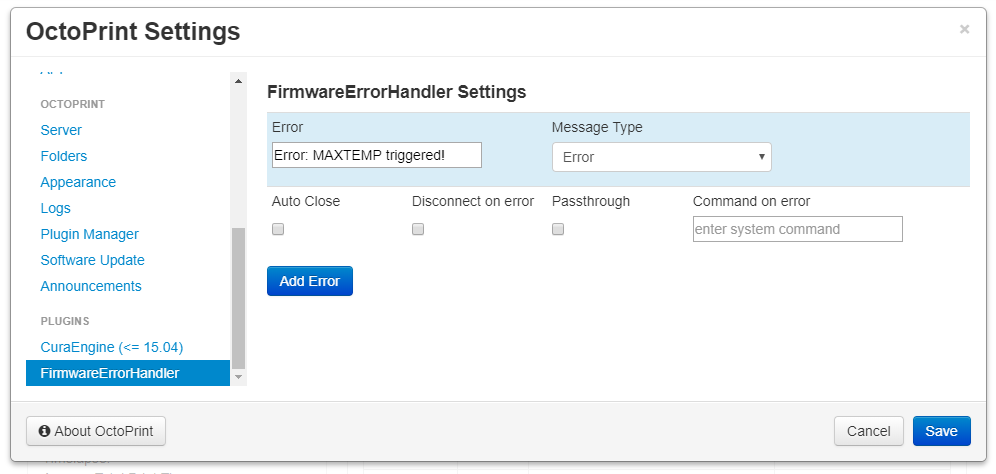 OctoPrint Settings
×
OCTOPRINT
Server
Folders
Appearance
Logs
Plugin Manager
Software Update
Announcements
PLUGINS
CuraEngine (<= 15.04)
FirmwareErrorHandler
FirmwareErrorHandler Settings
Error Message Type
Error: MAXTEMP triggered! Error
Auto Close Disconnect on error Passthrough Command on error
enter system command
Add Error
About OctoPrint Cancel Save